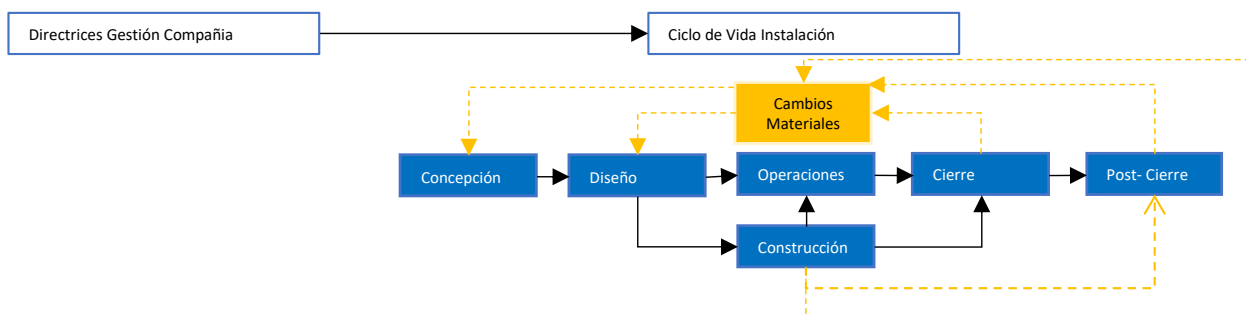 Directrices Gestión Compañia
Ciclo de Vida Instalación
Cambios
Materiales
Concepción
Diseño
Operaciones
Cierre
Post- Cierre
Construcción